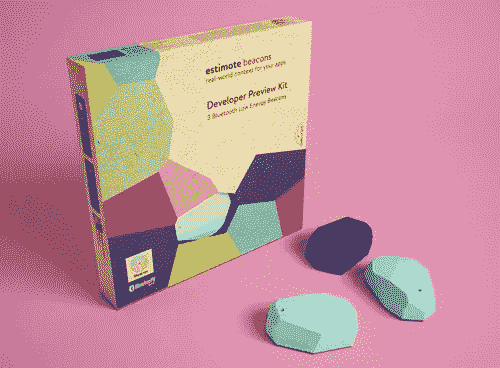 estimote beacons
real-world context for your apps
Developer Preview Kit
3 Bluetooth Low Energy Beacons